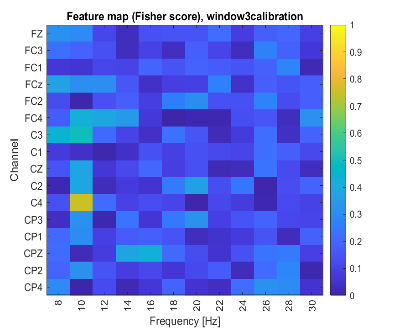 Feature map (Fisher score), window3calibration
Channel
FZ
FC3
FC1
FCz
FC2
FC4
C3
C1
CZ
C2
C4
CP3
CP1
CPZ
CP2
CP4
8 10 12 14 16 18 20 22 24 26 28 30
Frequency [Hz]
1
0.9
0.8
0.7
0.6
0.5
0.4
0.3
0.2
0.1
0